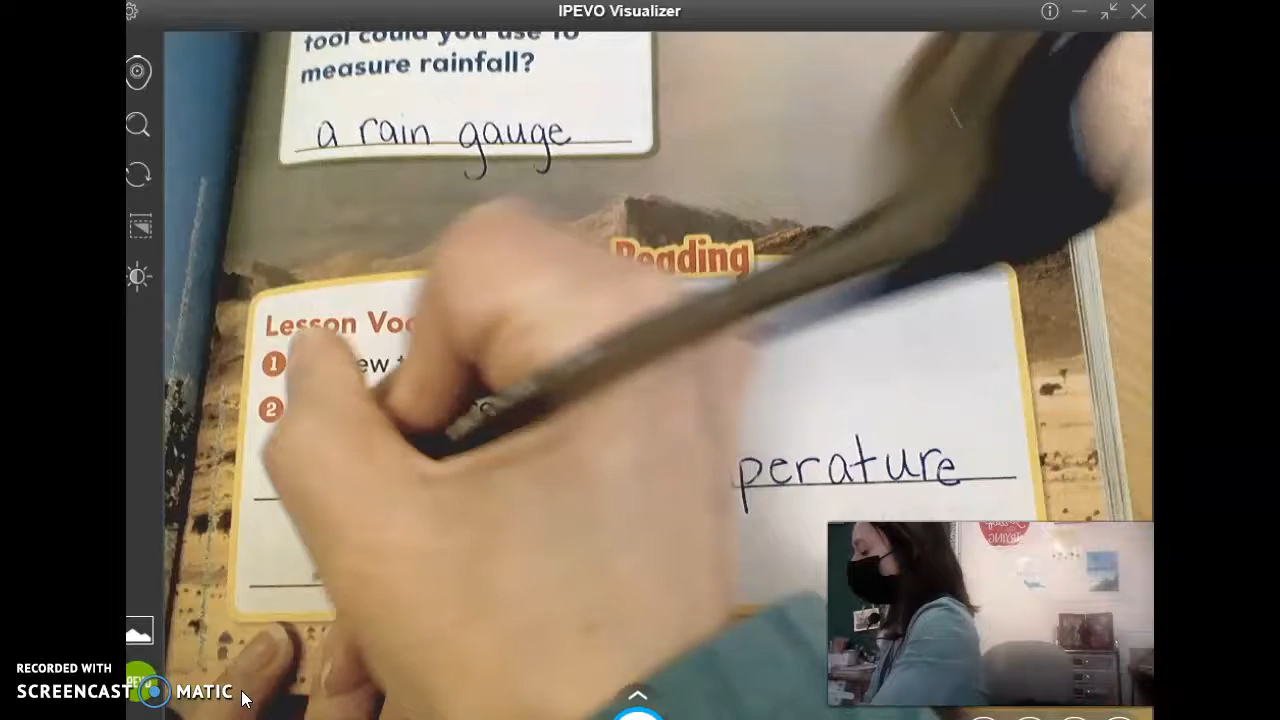 IPEVO Visualizer
tool could you use to
measure rainfall?
a rain gauge
Reading
Lesson Voc
1 ew
2
perature
RECORDED WITH
SCREENCAST MATIC